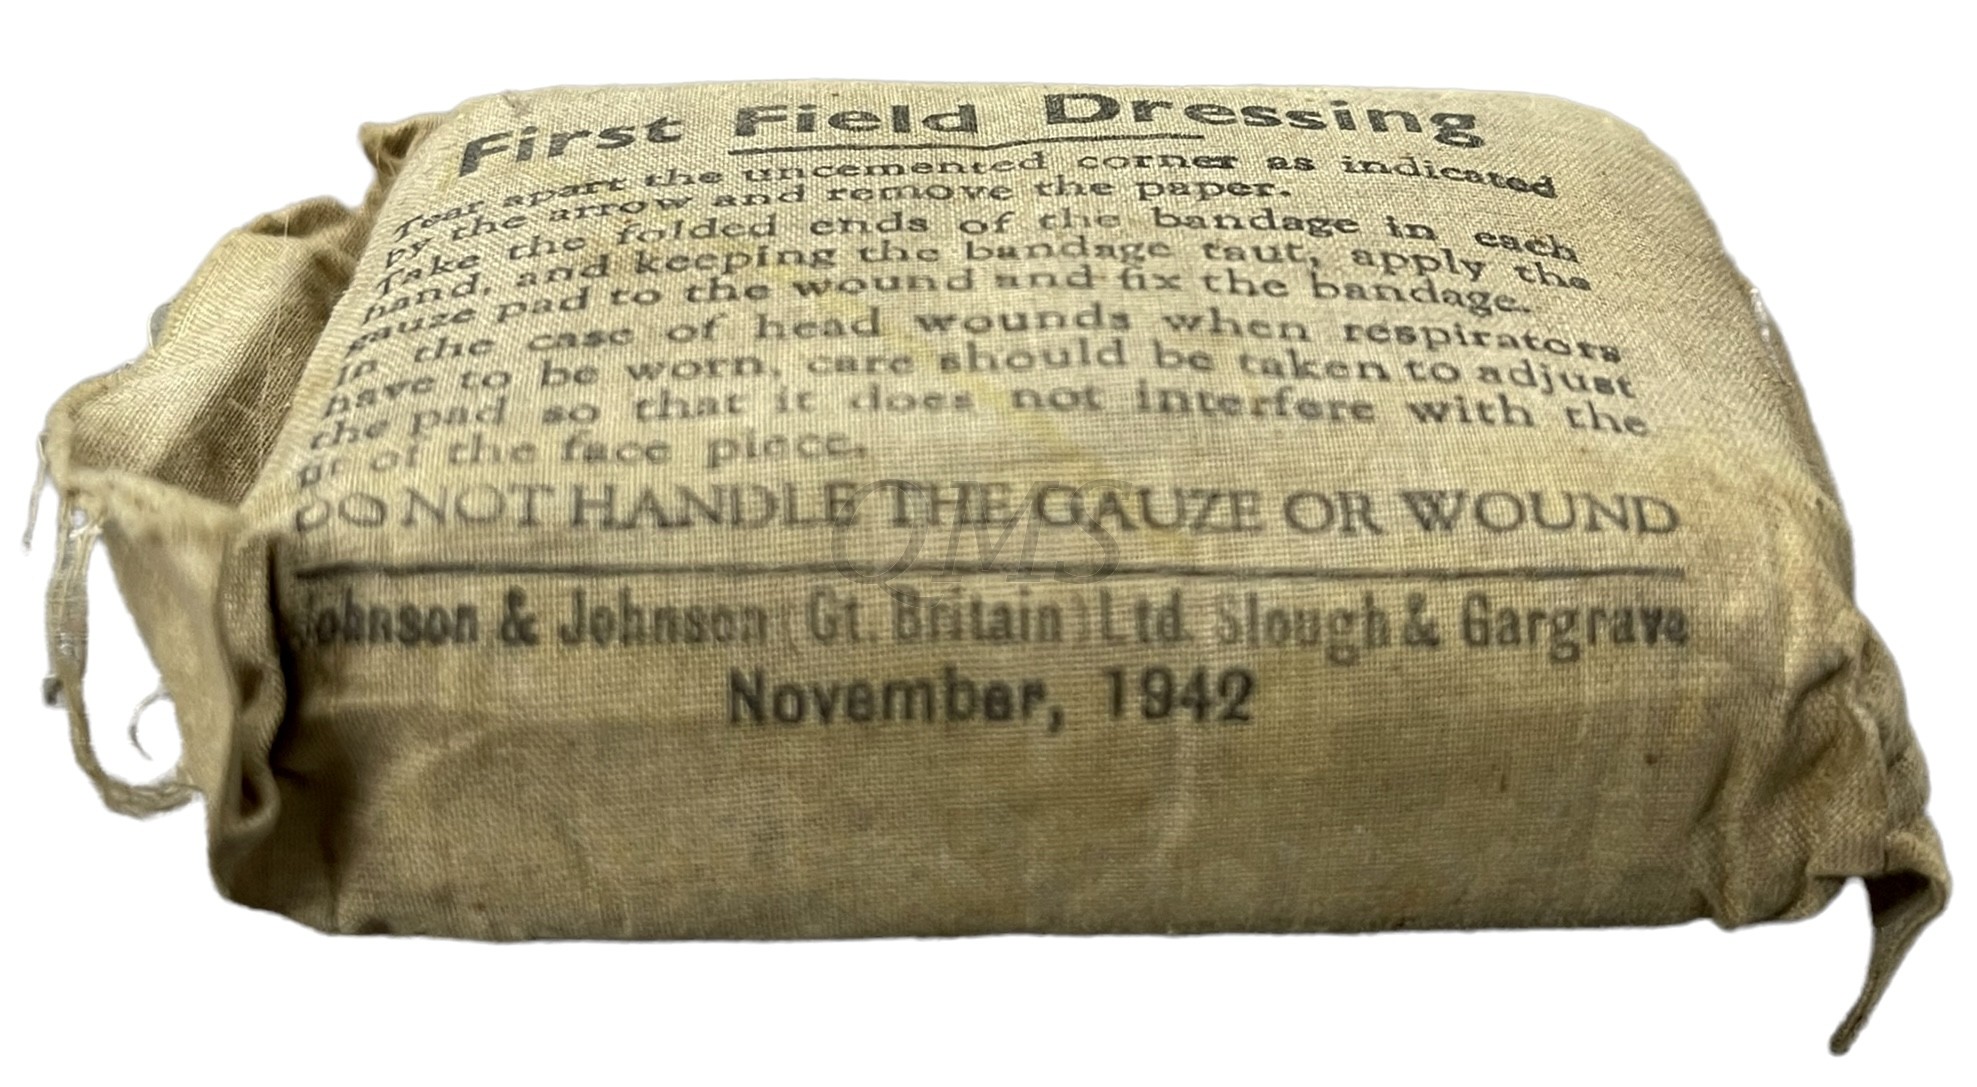 First Field Dressing
Tear apart the uncemented corner as indicated
by the arrow and remove the paper.
Take the folded ends of the bandage in each
hand, and keeping the bandage taut, apply the
gauze pad to the wound and fix the bandage.
In the case of head wounds when respirators
have to be worn, care should be taken to adjust
the pad so that it does not interfere with the
of the face piece.
DO NOT HANDLE THE GAUZE OR WOUND
QMS
Johnson & Johnson (Gt. Britain) Ltd. Slough & Gargrave
November, 1942